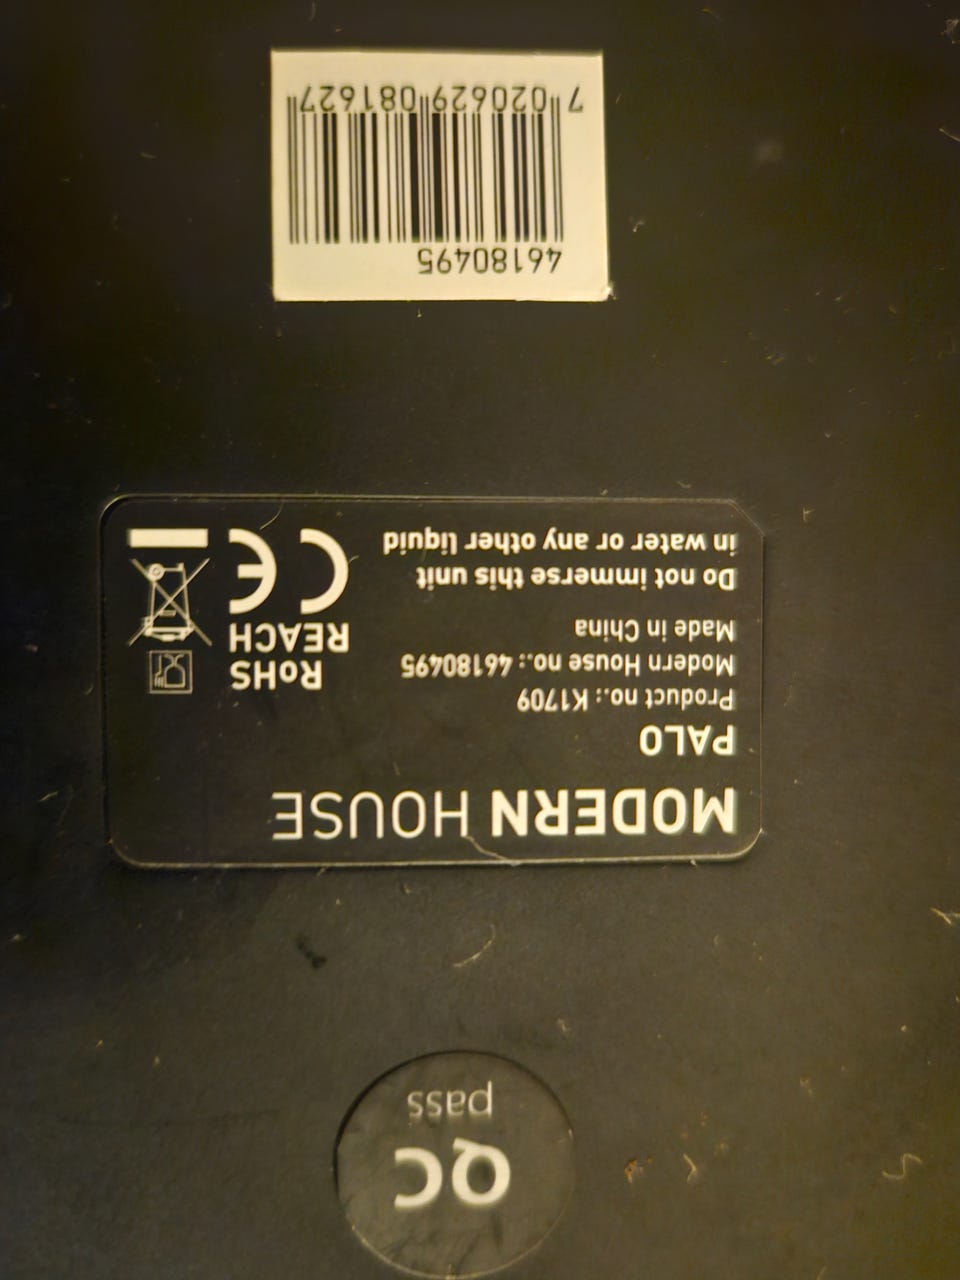 QC
pass
MODERN HOUSE
PALO
Product no.: K1709
Modern House no.: 46180495
Made in China
Do not immerse this unit
in water or any other liquid
RoHS
REACH
CE
46180495
7 020629 081627